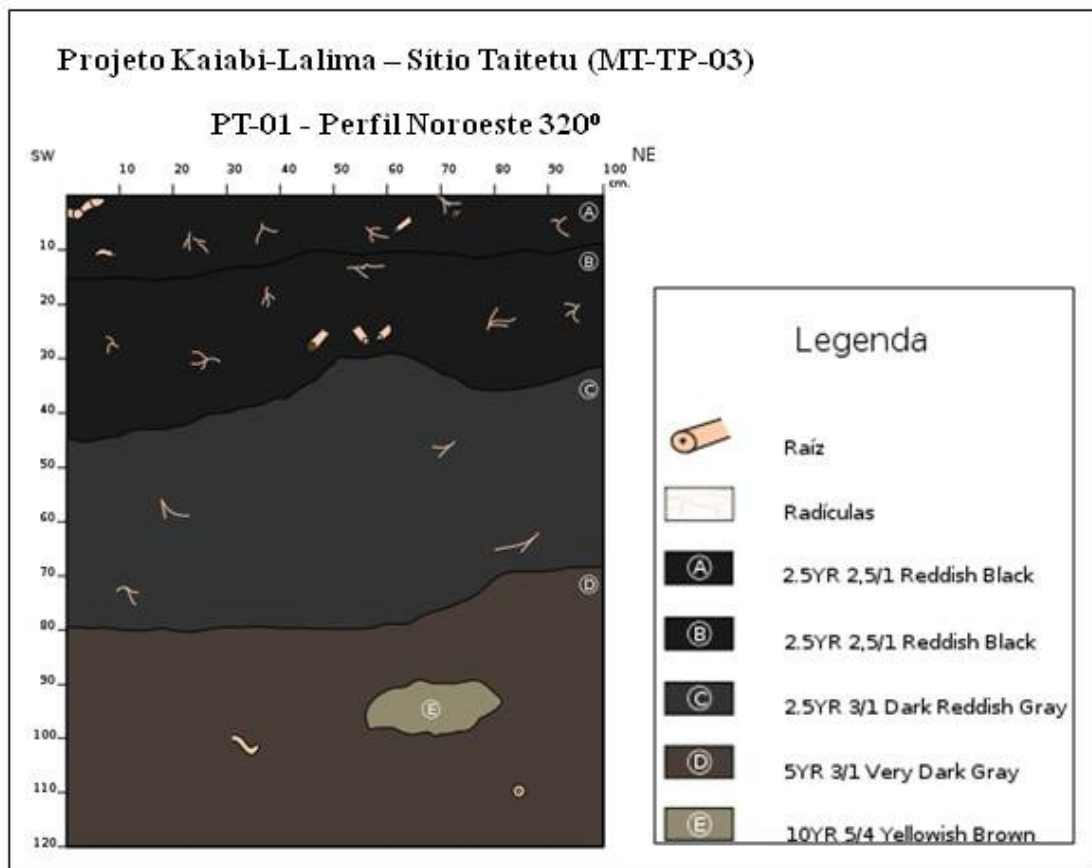 Projeto Kaiabi-Lalima – Sítio Taitetu (MT-TP-03)
PT-01 - Perfil Noroeste 320º
SW
NE
10 20 30 40 50 60 70 80 90 100
cm.
A
10
B
20
30
C
40
50
60
70
D
80
90
E
100
110
120
Legenda
Raíz
Radículas
A 2.5YR 2,5/1 Reddish Black
B 2.5YR 2,5/1 Reddish Black
C 2.5YR 3/1 Dark Reddish Gray
D 5YR 3/1 Very Dark Gray
E 10YR 5/4 Yellowish Brown